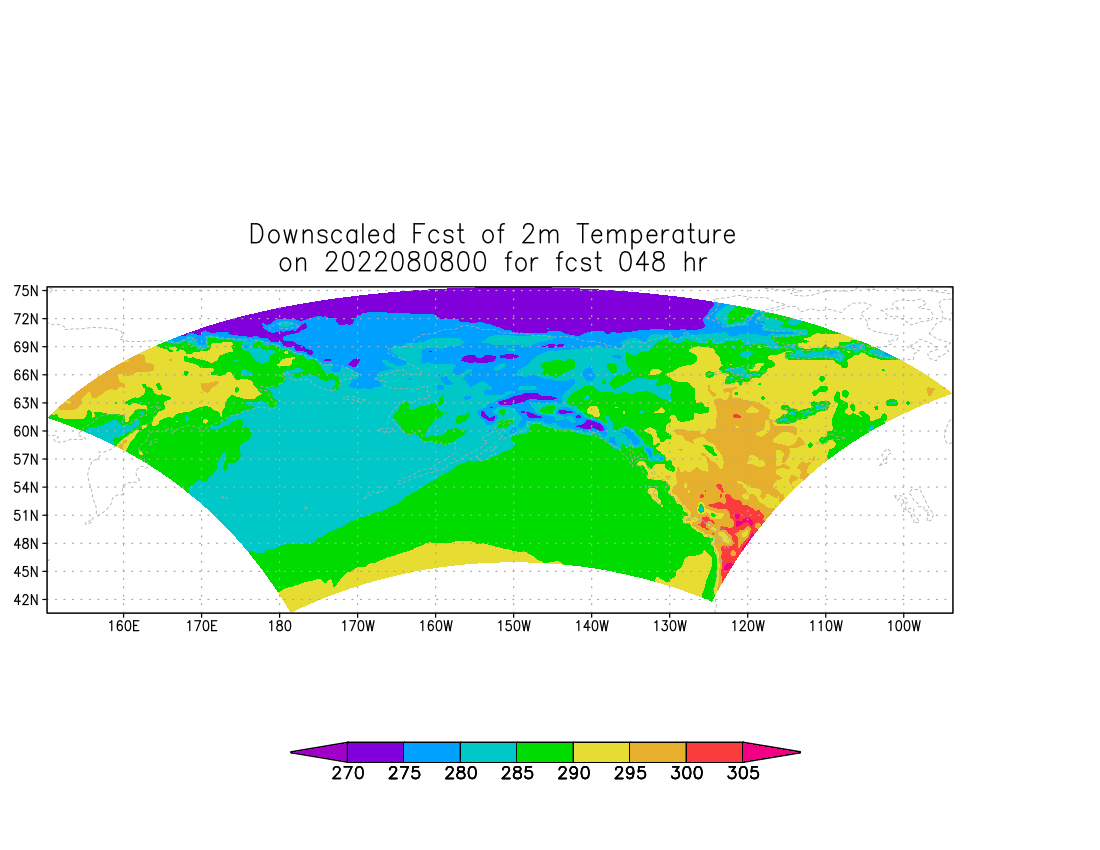 Downscaled Fcst of 2m Temperature
on 2022080800 for fcst 048 hr
75N
72N
69N
66N
63N
60N
57N
54N
51N
48N
45N
42N
160E 170E 180 170W 160W 150W 140W 130W 120W 110W 100W
270 275 280 285 290 295 300 305